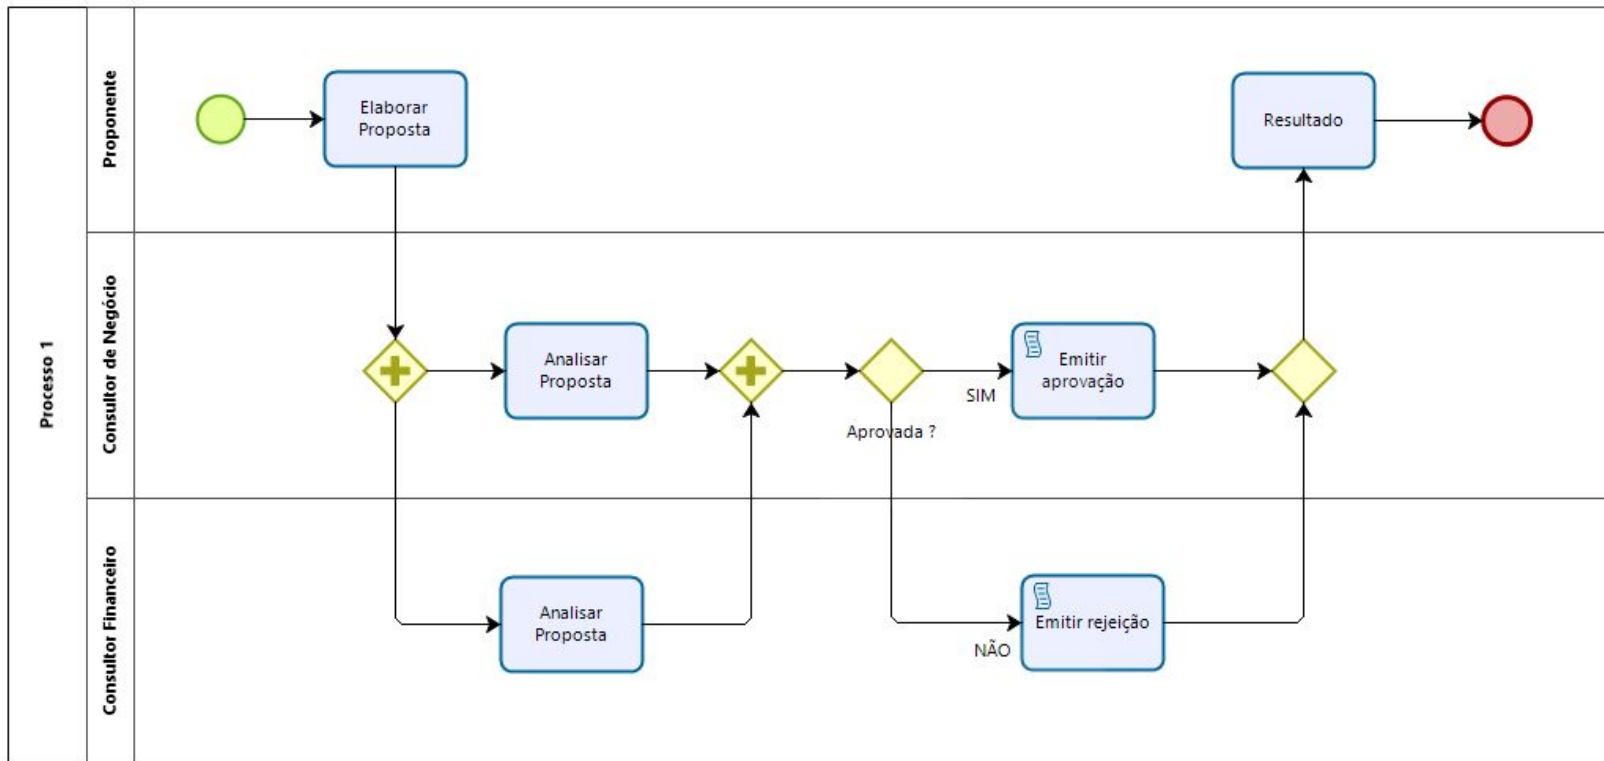 Processo 1
Proponente
Elaborar
Proposta
Resultado
Consultor de Negócio
Analisar
Proposta
Aprovada ?
SIM
Emitir
aprovação
Consultor Financeiro
Analisar
Proposta
NÃO
Emitir rejeição